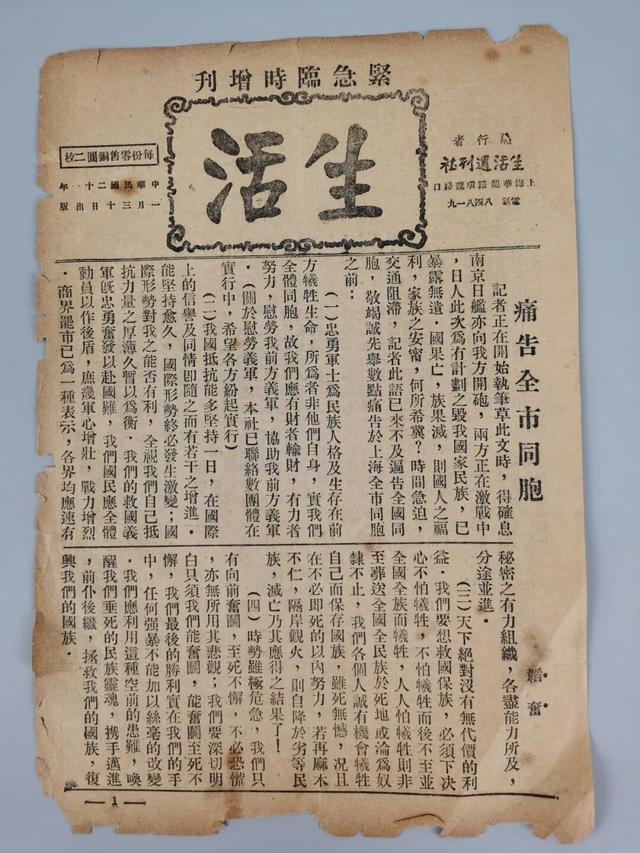 緊急臨時增刊
生活
發行者
生活週刊社
上海華龍路環龍路口
電話 八四八一九
每份零售銅圓二枚
中華民國二十一年
一月三十日出版
痛告全市同胞
韜奮
記者正在開始執筆草此文時，得確息
南京日艦亦向我方開砲，兩方正在激戰中
，日人此次爲有計劃之毀我國家民族，已
暴露無遺．國果亡，族果滅，則國人之福
利，家族之安甯，何所希冀？時間急迫，
交通阻滯，記者此語已來不及遍告全國同
胞，敬竭誠先舉數點痛告於上海全市同胞
之前：
（一）忠勇軍士爲民族人格及生存在前
方犧牲生命，所爲者非他們自身，實我們
全體同胞，故我們應有財者輸財，有力者
努力，慰勞我前方義軍，協助我前方義軍
．（關於慰勞義軍，本社已聯絡數團體在
實行中，希望各方紛起實行）
（二）我國抵抗能多堅持一日，在國際
上的信譽及同情即隨之而有若干之增進．
能堅持愈久，國際形勢終必發生激變；國
際形勢對我之能否有利，全視我們自己抵
抗力量之厚薄久暫以爲衡．我們的救國義
軍旣忠勇奮發以赴國難，我們國民應全體
動員以作後盾，庶幾軍心增壯，戰力增烈
．商界罷市已爲一種表示，各界均應速有
秘密之有力組織，各盡能力所及，
分途並進．
（三）天下絕對沒有無代價的利
益．我們要想救國保族，必須下決
心不怕犧牲，不怕犧牲而後不至並
全國全族而犧牲，人人怕犧牲則非
至葬送全國全民族於死地或淪爲奴
隸不止，我們各個人誠有機會犧牲
自己而保存國族，雖死無憾，況且
在不必即死的以内努力，若再麻木
不仁，隔岸觀火，則自降於劣等民
族，滅亡乃其應得之結果了！
（四）時勢雖極危急，我們只
有向前奮鬭，至死不懈，不必恐慌
，亦無所用其悲觀；我們要深切明
白只須我們能奮鬭，能奮鬭至死不
懈，我們最後的勝利實在我們的手
中，任何强暴不能加以絲毫的改變
．我們應利用這種空前的患難，喚
醒我們垂死的民族靈魂，携手邁進
，前仆後繼，拯救我們的國族，復
興我們的國族．
1